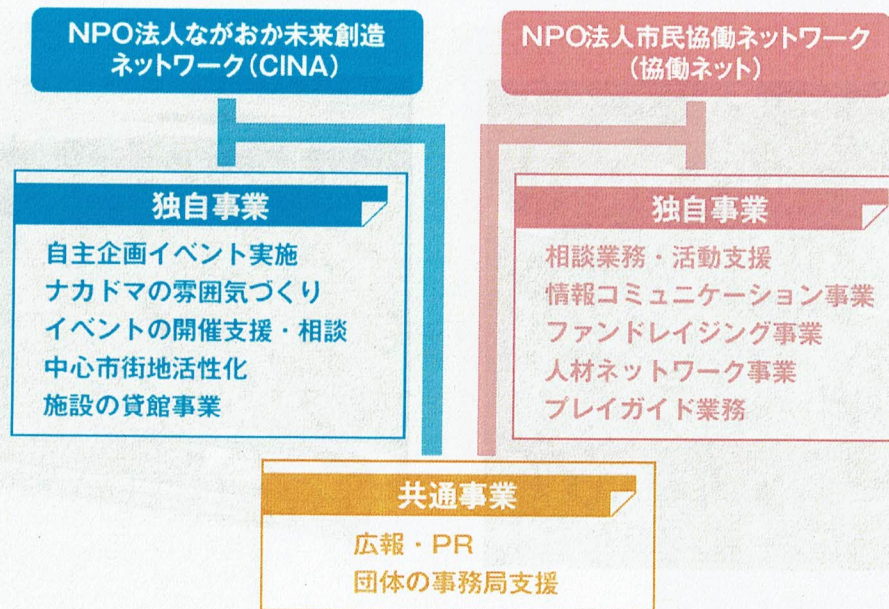 NPO法人ながおか未来創造
ネットワーク(CINA)
NPO法人市民協働ネットワーク
(協働ネット)
独自事業
自主企画イベント実施
ナカドマの雰囲気づくり
イベントの開催支援・相談
中心市街地活性化
施設の貸館事業
独自事業
相談業務・活動支援
情報コミュニケーション事業
ファンドレイジング事業
人材ネットワーク事業
プレイガイド業務
共通事業
広報・PR
団体の事務局支援